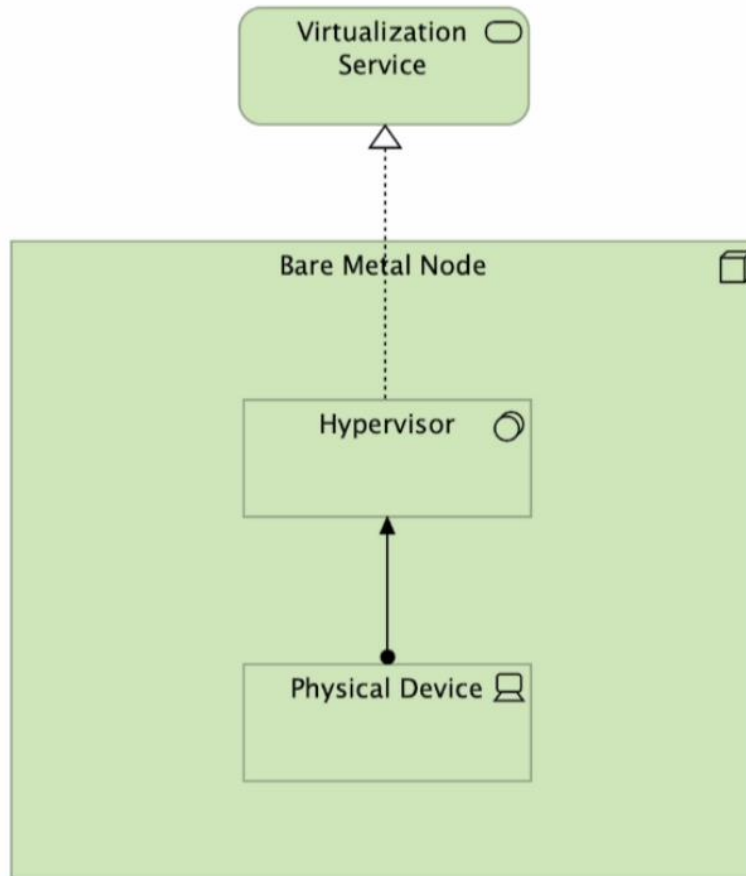 Virtualization
Service
Bare Metal Node
Hypervisor
Physical Device